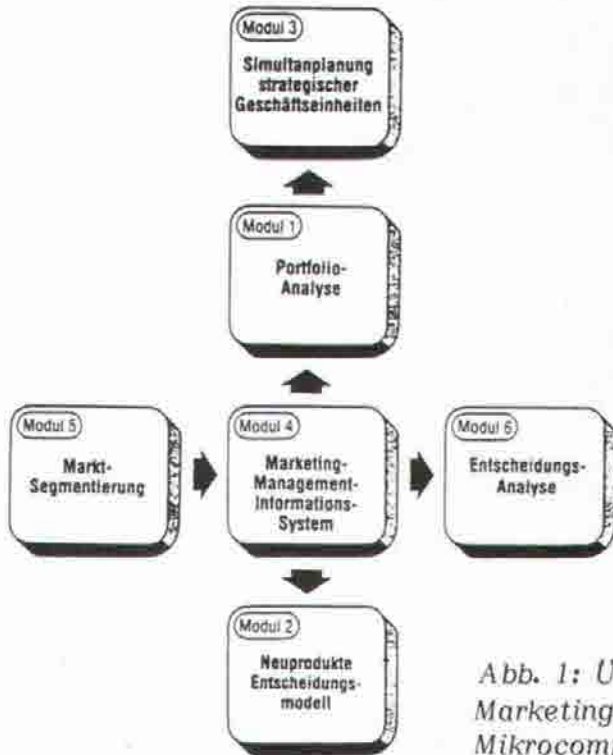 Modul 3
Simultanplanung
strategischer
Geschäftseinheiten
Modul 1
Portfolio-
Analyse
Modul 5
Markt-
Segmentierung
Modul 4
Marketing-
Management-
Informations-
System
Modul 6
Entscheidungs-
Analyse
Modul 2
Neuprodukte
Entscheidungs-
modell
Abb. 1: U
Marketing
Mikrocom